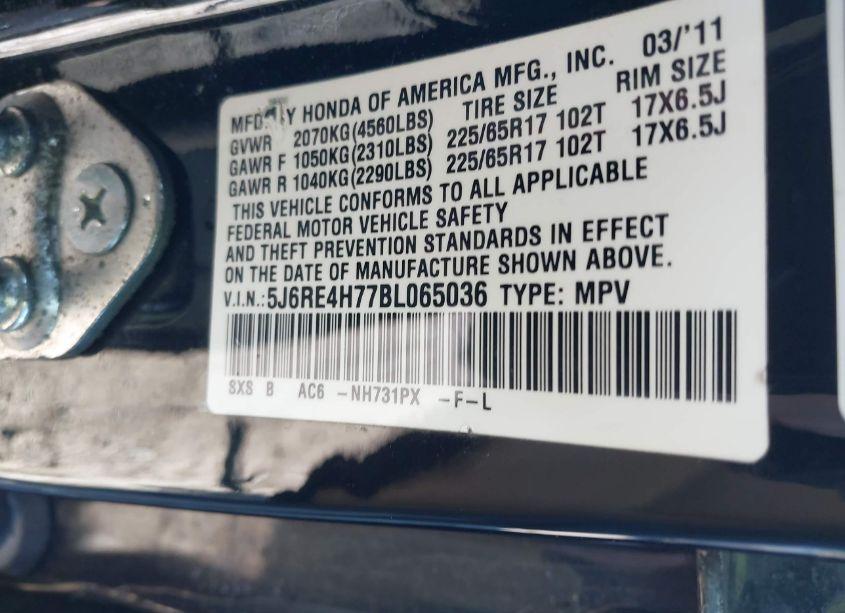 MFD BY HONDA OF AMERICA MFG., INC. 03/'11
GVWR 2070KG(4560LBS) TIRE SIZE RIM SIZE
GAWR F 1050KG(2310LBS) 225/65R17 102T 17X6.5J
GAWR R 1040KG(2290LBS) 225/65R17 102T 17X6.5J
THIS VEHICLE CONFORMS TO ALL APPLICABLE
FEDERAL MOTOR VEHICLE SAFETY
AND THEFT PREVENTION STANDARDS IN EFFECT
ON THE DATE OF MANUFACTURE SHOWN ABOVE.
V.I.N.: 5J6RE4H77BL065036 TYPE: MPV
SXS B AC6 -NH731PX -F-L